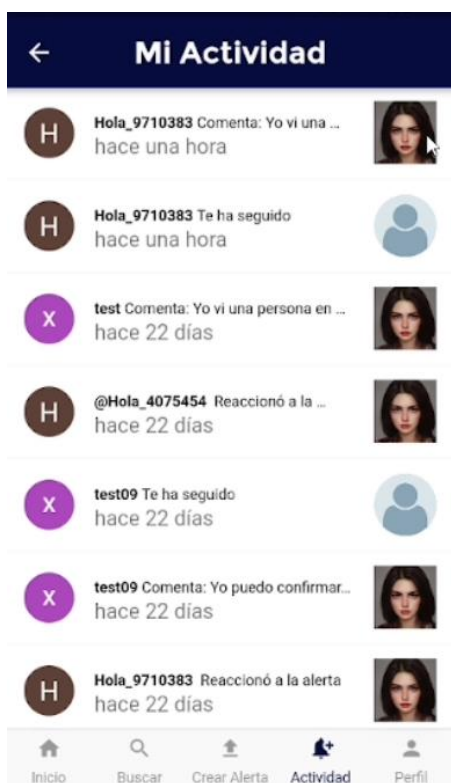 Mi Actividad
H
Hola_9710383 Comenta: Yo vi una ...
hace una hora
H
Hola_9710383 Te ha seguido
hace una hora
X
test Comenta: Yo vi una persona en ...
hace 22 días
H
@Hola_4075454 Reaccionó a la ...
hace 22 días
X
test09 Te ha seguido
hace 22 días
X
test09 Comenta: Yo puedo confirmar...
hace 22 días
H
Hola_9710383 Reaccionó a la alerta
hace 22 días
Inicio Buscar Crear Alerta Actividad Perfil